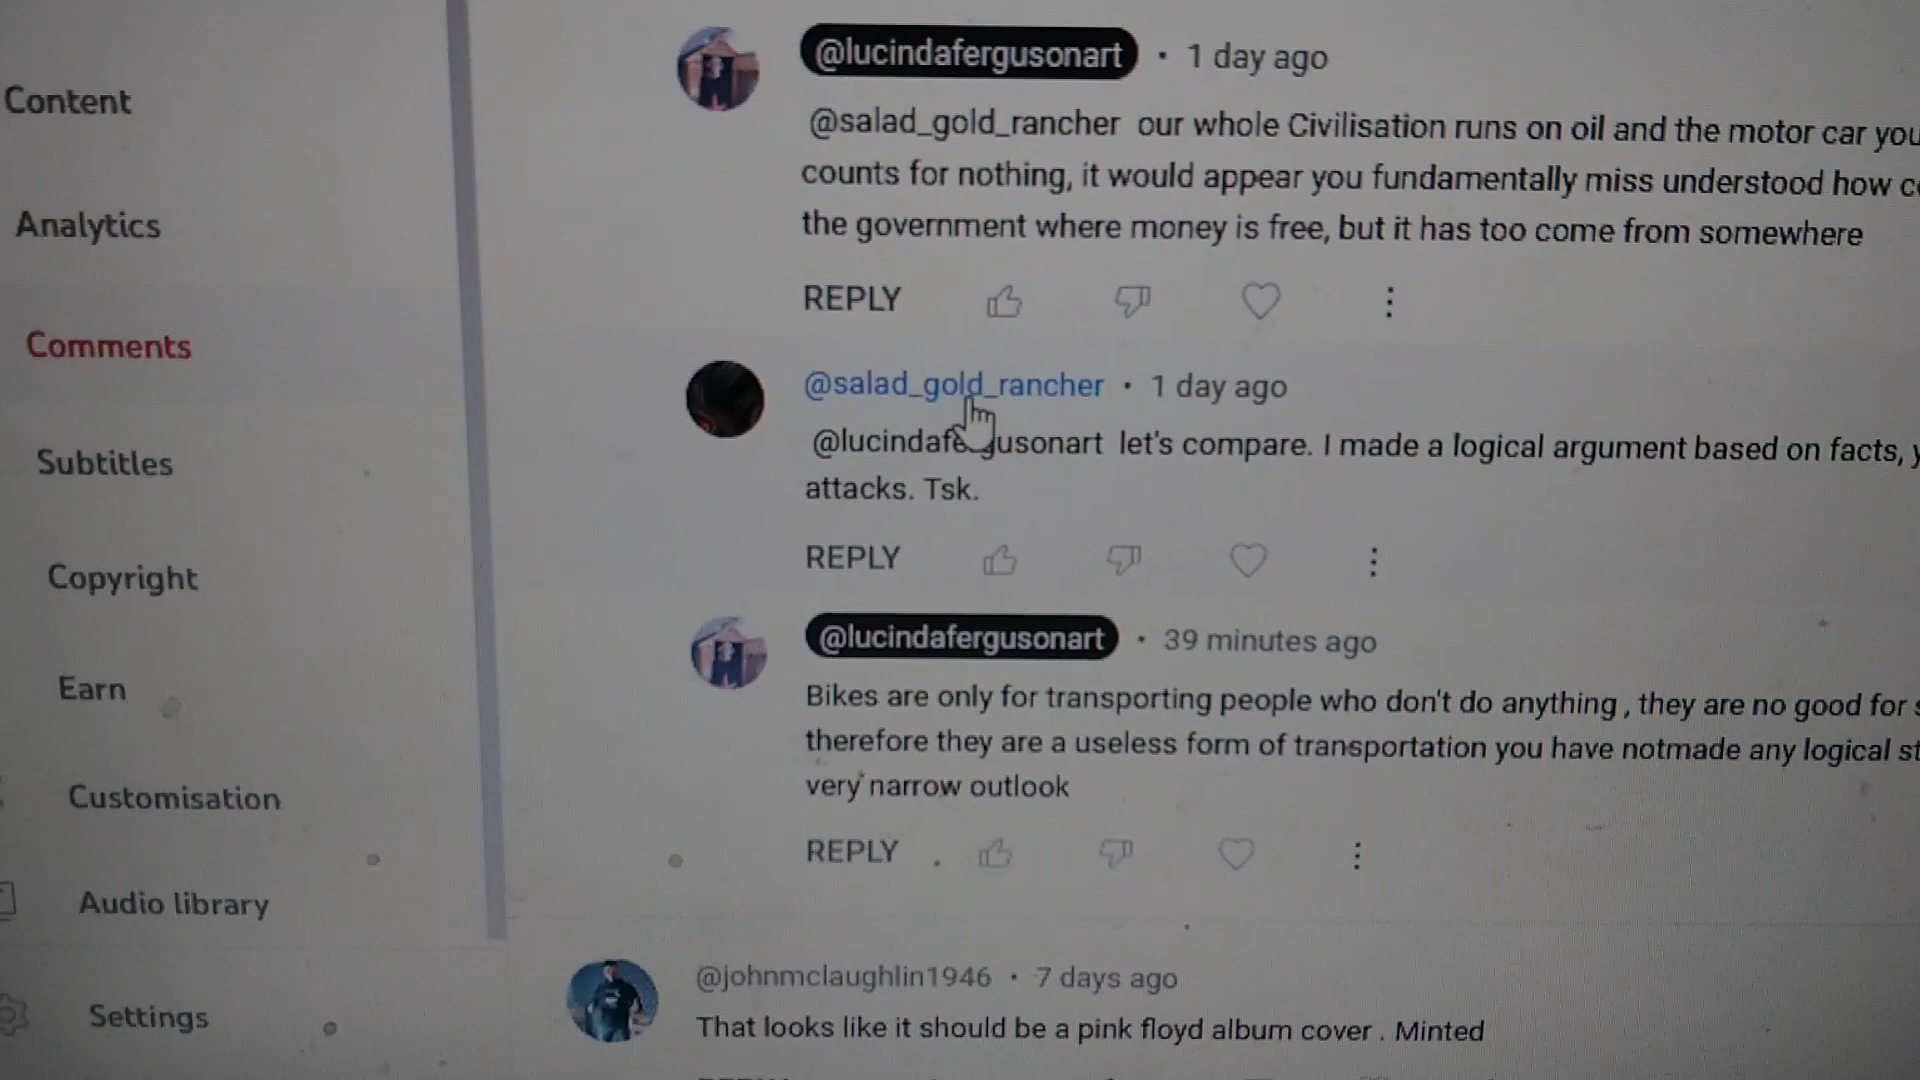 Content
Analytics
Comments
Subtitles
Copyright
Earn
Customisation
Audio library
Settings
@lucindafergusonart · 1 day ago
@salad_gold_rancher our whole Civilisation runs on oil and the motor car you
counts for nothing, it would appear you fundamentally miss understood how
the government where money is free, but it has too come from somewhere
REPLY
@salad_gold_rancher · 1 day ago
@lucindafergusonart let's compare. I made a logical argument based on facts,
attacks. Tsk.
REPLY
@lucindafergusonart · 39 minutes ago
Bikes are only for transporting people who don't do anything , they are no good for
therefore they are a useless form of transportation you have notmade any logical
very narrow outlook
REPLY
@johnmclaughlin1946 · 7 days ago
That looks like it should be a pink floyd album cover . Minted